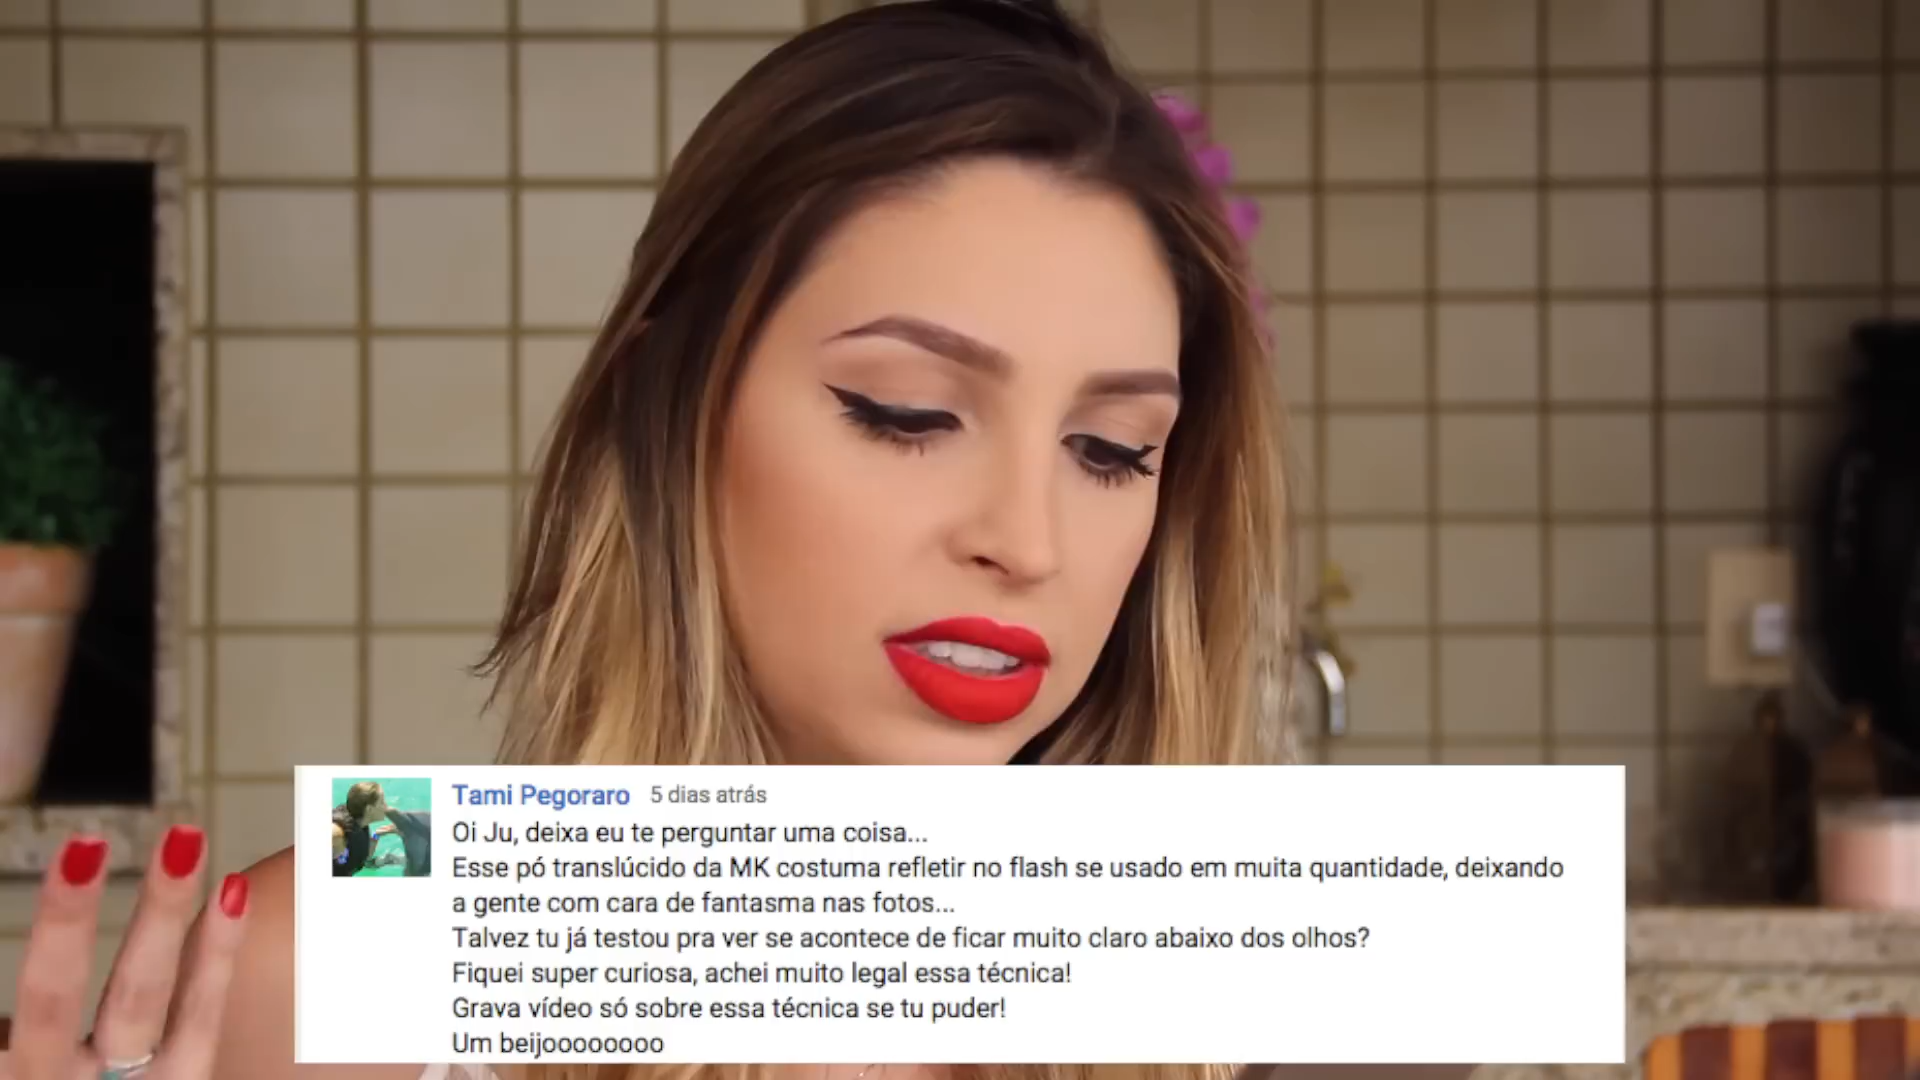 Tami Pegoraro 5 dias atrás
Oi Ju, deixa eu te perguntar uma coisa...
Esse pó translúcido da MK costuma refletir no flash se usado em muita quantidade, deixando
a gente com cara de fantasma nas fotos...
Talvez tu já testou pra ver se acontece de ficar muito claro abaixo dos olhos?
Fiquei super curiosa, achei muito legal essa técnica!
Grava vídeo só sobre essa técnica se tu puder!
Um beijoooooooo